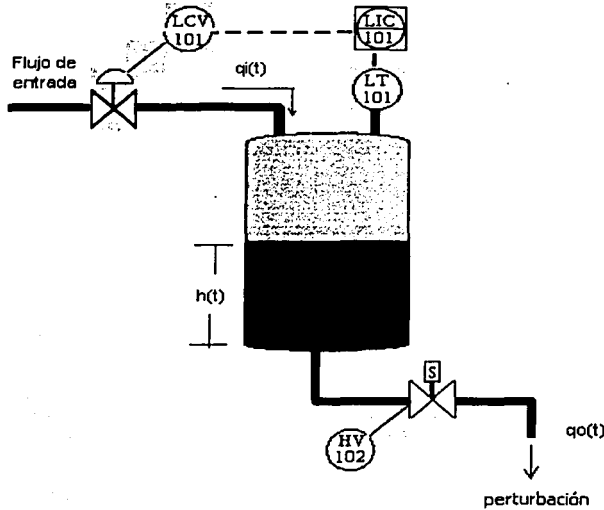 LCV
101
LIC
101
Flujo de
entrada
qi(t)
LT
101
h(t)
S
HV
102
qo(t)
perturbación